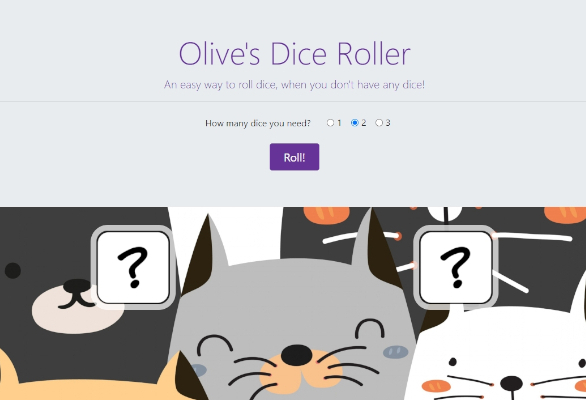 Olive's Dice Roller
An easy way to roll dice, when you don't have any dice!
How many dice you need? 1 2 3
Roll!
? ?